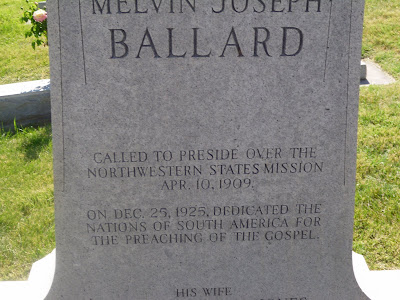 MELVIN JOSEPH
BALLARD
CALLED TO PRESIDE OVER THE
NORTHWESTERN STATES MISSION
APR. 10, 1909.
ON DEC. 25, 1925, DEDICATED THE
NATIONS OF SOUTH AMERICA FOR
THE PREACHING OF THE GOSPEL.
HIS WIFE